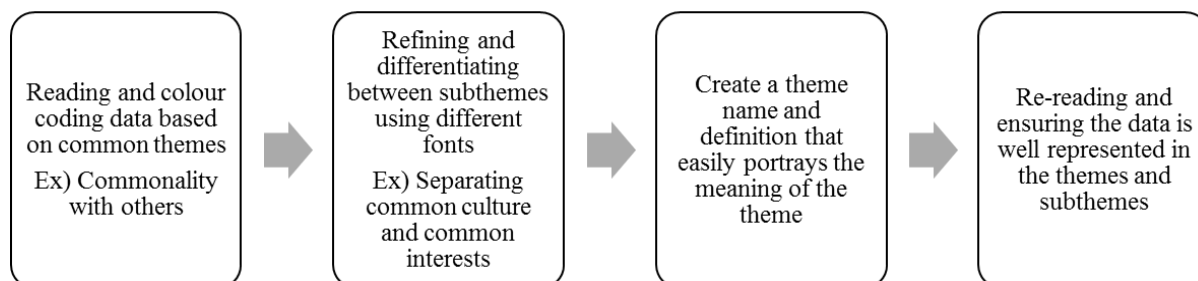 Reading and colour
coding data based
on common themes
Ex) Commonality
with others
Refining and
differentiating
between subthemes
using different
fonts
Ex) Separating
common culture
and common
interests
Create a theme
name and
definition that
easily portrays the
meaning of the
theme
Re-reading and
ensuring the data is
well represented in
the themes and
subthemes